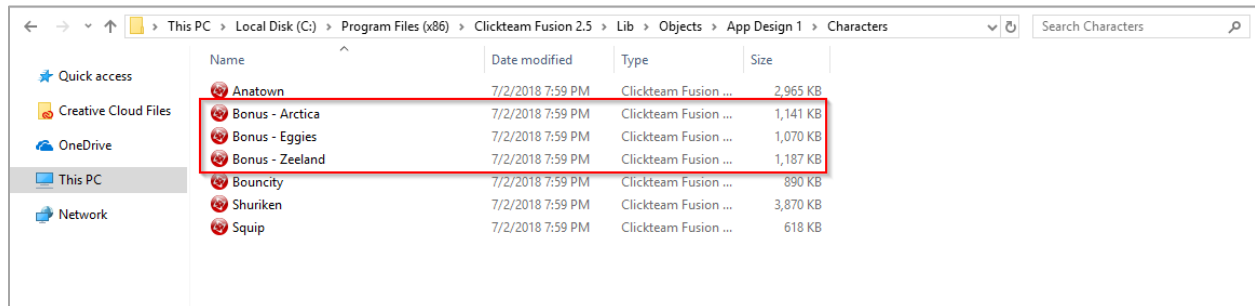 This PC > Local Disk (C:) > Program Files (x86) > Clickteam Fusion 2.5 > Lib > Objects > App Design 1 > Characters Search Characters
Quick access
Creative Cloud Files
OneDrive
This PC
Network
Name Date modified Type Size
Anatown 7/2/2018 7:59 PM Clickteam Fusion ... 2,965 KB
Bonus - Arctica 7/2/2018 7:59 PM Clickteam Fusion ... 1,141 KB
Bonus - Eggies 7/2/2018 7:59 PM Clickteam Fusion ... 1,070 KB
Bonus - Zeeland 7/2/2018 7:59 PM Clickteam Fusion ... 1,187 KB
Bouncity 7/2/2018 7:59 PM Clickteam Fusion ... 890 KB
Shuriken 7/2/2018 7:59 PM Clickteam Fusion ... 3,870 KB
Squip 7/2/2018 7:59 PM Clickteam Fusion ... 618 KB